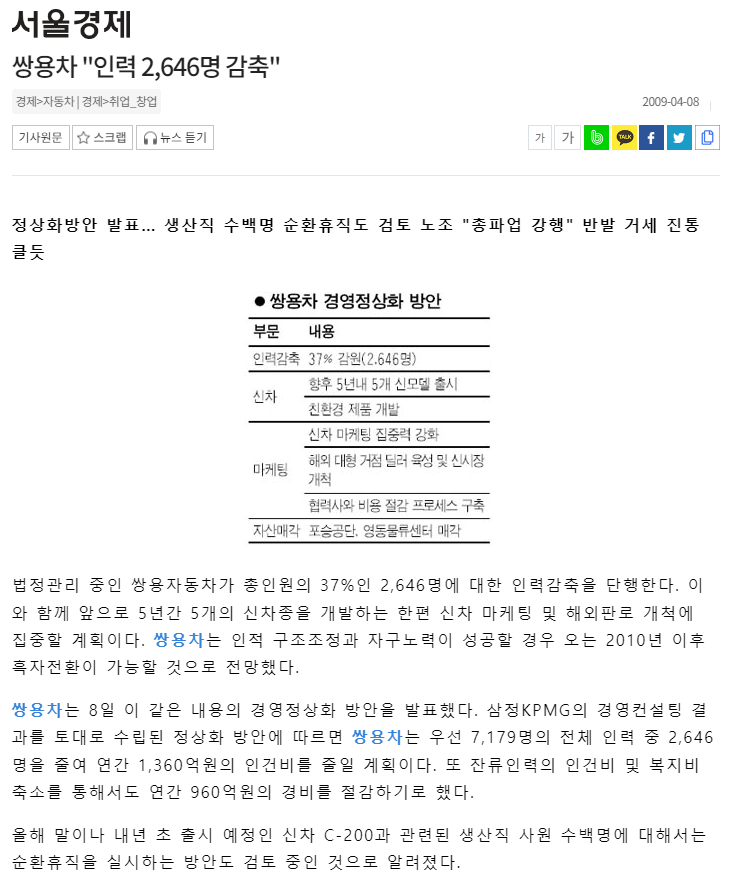 서울경제
쌍용차 "인력 2,646명 감축"
경제>자동차 | 경제>취업_창업
2009-04-08
기사원문 스크랩 뉴스 듣기
가 가 TALK
정상화방안 발표... 생산직 수백명 순환휴직도 검토 노조 "총파업 강행" 반발 거세 진통
클듯
● 쌍용차 경영정상화 방안
부문 내용
인력감축 37% 감원(2,646명)
신차
향후 5년내 5개 신모델 출시
친환경 제품 개발
마케팅
신차 마케팅 집중력 강화
해외 대형 거점 딜러 육성 및 신시장
개척
협력사와 비용 절감 프로세스 구축
자산매각 포승공단, 영동물류센터 매각
법정관리 중인 쌍용자동차가 총인원의 37%인 2,646명에 대한 인력감축을 단행한다. 이
와 함께 앞으로 5년간 5개의 신차종을 개발하는 한편 신차 마케팅 및 해외판로 개척에
집중할 계획이다. 쌍용차는 인적 구조조정과 자구노력이 성공할 경우 오는 2010년 이후
흑자전환이 가능할 것으로 전망했다.
쌍용차는 8일 이 같은 내용의 경영정상화 방안을 발표했다. 삼정KPMG의 경영컨설팅 결
과를 토대로 수립된 정상화 방안에 따르면 쌍용차는 우선 7,179명의 전체 인력 중 2,646
명을 줄여 연간 1,360억원의 인건비를 줄일 계획이다. 또 잔류인력의 인건비 및 복지비
축소를 통해서도 연간 960억원의 경비를 절감하기로 했다.
올해 말이나 내년 초 출시 예정인 신차 C-200과 관련된 생산직 사원 수백명에 대해서는
순환휴직을 실시하는 방안도 검토 중인 것으로 알려졌다.